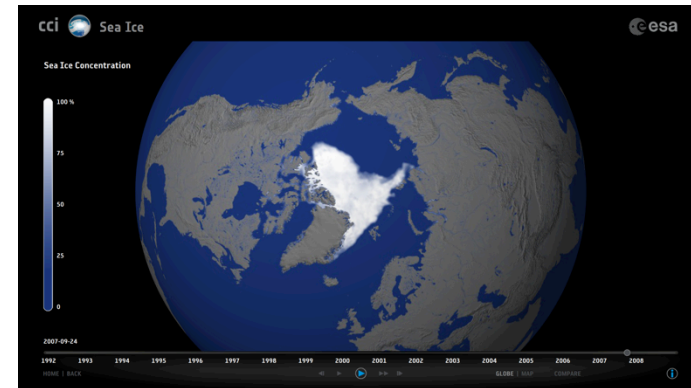 cci Sea Ice
esa
Sea Ice Concentration
100 %
75
50
25
0
2007-09-24
1992 1993 1994 1995 1996 1997 1998 1999 2000 2001 2002 2003 2004 2005 2006 2007 2008
HOME | BACK GLOBE | MAP COMPARE